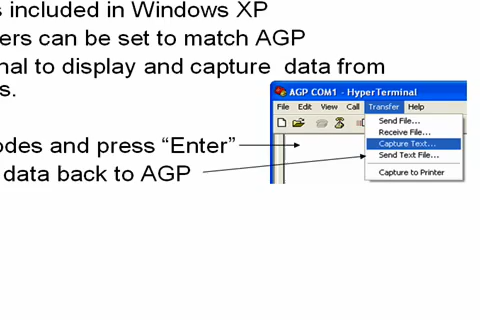 s included in Windows XP
ers can be set to match AGP
nal to display and capture data from
s.
AGP COM1 - HyperTerminal
File Edit View Call Transfer Help
Send File...
Receive File...
Capture Text...
Send Text File...
Capture to Printer
odes and press “Enter”
data back to AGP